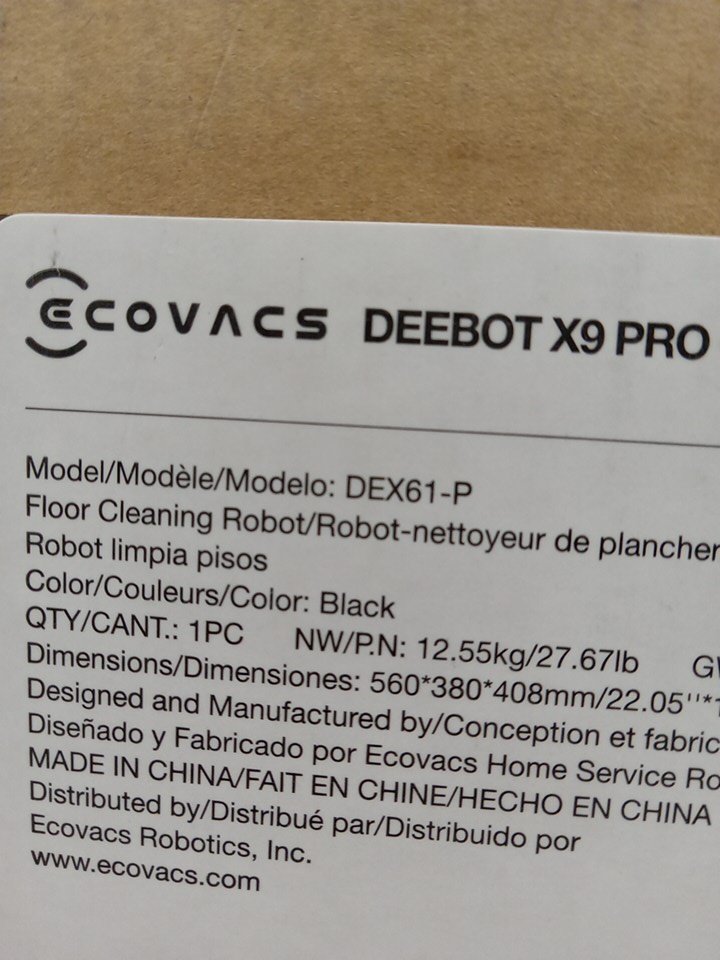 ECOVACS DEEBOT X9 PRO
Model/Modèle/Modelo: DEX61-P
Floor Cleaning Robot/Robot-nettoyeur de plancher
Robot limpia pisos
Color/Couleurs/Color: Black
QTY/CANT.: 1PC NW/P.N: 12.55kg/27.67lb
Dimensions/Dimensiones: 560*380*408mm/22.05''*
Designed and Manufactured by/Conception et fabric
Diseñado y Fabricado por Ecovacs Home Service Ro
MADE IN CHINA/FAIT EN CHINE/HECHO EN CHINA
Distributed by/Distribué par/Distribuido por
Ecovacs Robotics, Inc.
www.ecovacs.com